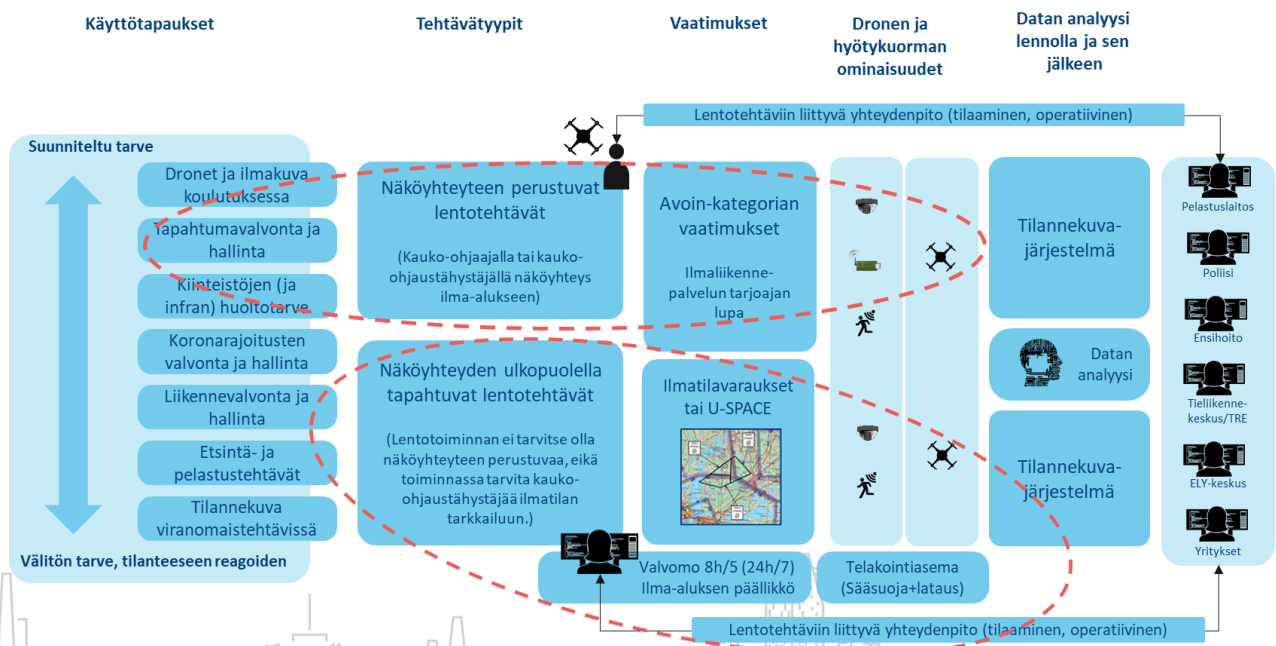 Käyttötapaukset
Tehtävätyypit
Vaatimukset
Dronen ja
hyötykuorman
ominaisuudet
Datan analyysi
lennolla ja sen
jälkeen
Lentotehtäviin liittyvä yhteydenpito (tilaaminen, operatiivinen)
Suunniteltu tarve
Dronet ja ilmakuva
koulutuksessa
Tapahtumavalvonta ja
hallinta
Kiinteistöjen (ja
infran) huoltotarve
Koronarajoitusten
valvonta ja hallinta
Liikennevalvonta ja
hallinta
Etsintä- ja
pelastustehtävät
Tilannekuva
viranomaistehtävissä
Välitön tarve, tilanteeseen reagoiden
Näköyhteyteen perustuvat
lentotehtävät
(Kauko-ohjaajalla tai kauko-
ohjaustähystäjällä näköyhteys
ilma-alukseen)
Näköyhteyden ulkopuolella
tapahtuvat lentotehtävät
(Lentotoiminnan ei tarvitse olla
näköyhteyteen perustuvaa, eikä
toiminnassa tarvita kauko-
ohjaustähystäjää ilmatilan
tarkkailuun.)
Avoin-kategorian
vaatimukset
Ilmaliikenne-
palvelun tarjoajan
lupa
Ilmatilavaraukset
tai U-SPACE
Valvomo 8h/5 (24h/7)
Ilma-aluksen päällikkö
Telakointiasema
(Sääsuoja+lataus)
Tilannekuva-
järjestelmä
Datan
analyysi
Tilannekuva-
järjestelmä
Pelastuslaitos
Poliisi
Ensihoito
Tieliikenne-
keskus/TRE
ELY-keskus
Yritykset
Lentotehtäviin liittyvä yhteydenpito (tilaaminen, operatiivinen)